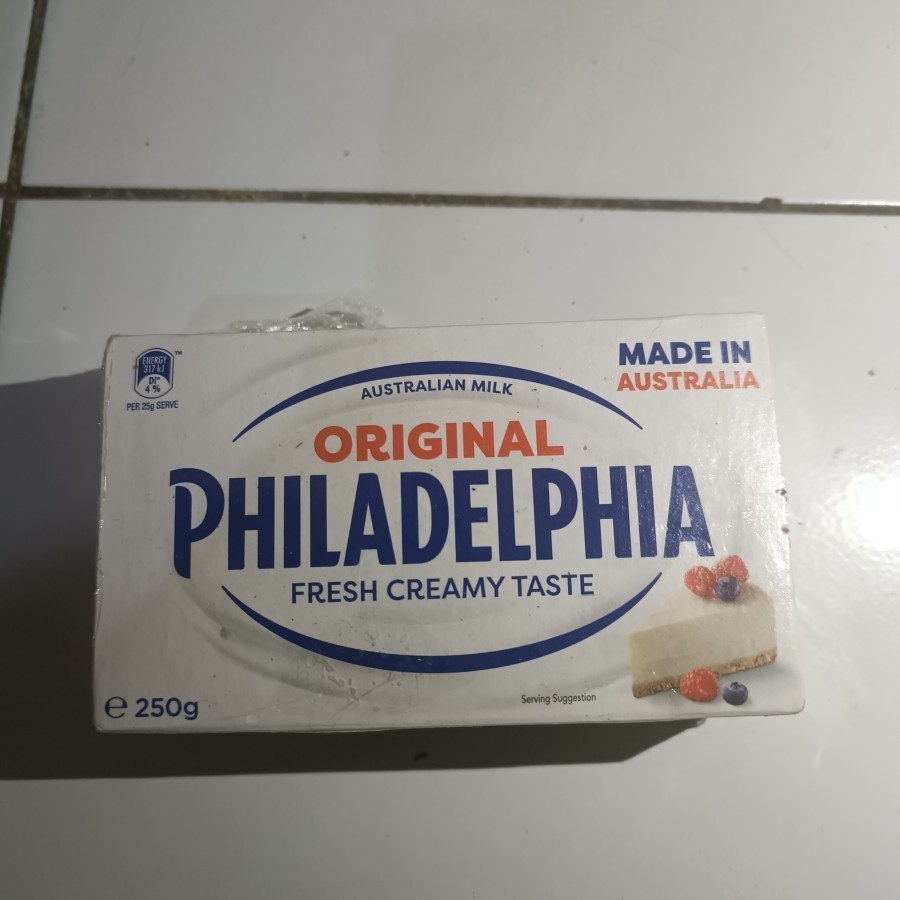 ENERGY
317 kJ
DI*
4 %
PER 25g SERVE
™
MADE IN
AUSTRALIA
AUSTRALIAN MILK
ORIGINAL
PHILADELPHIA
FRESH CREAMY TASTE
℮ 250g
Serving Suggestion